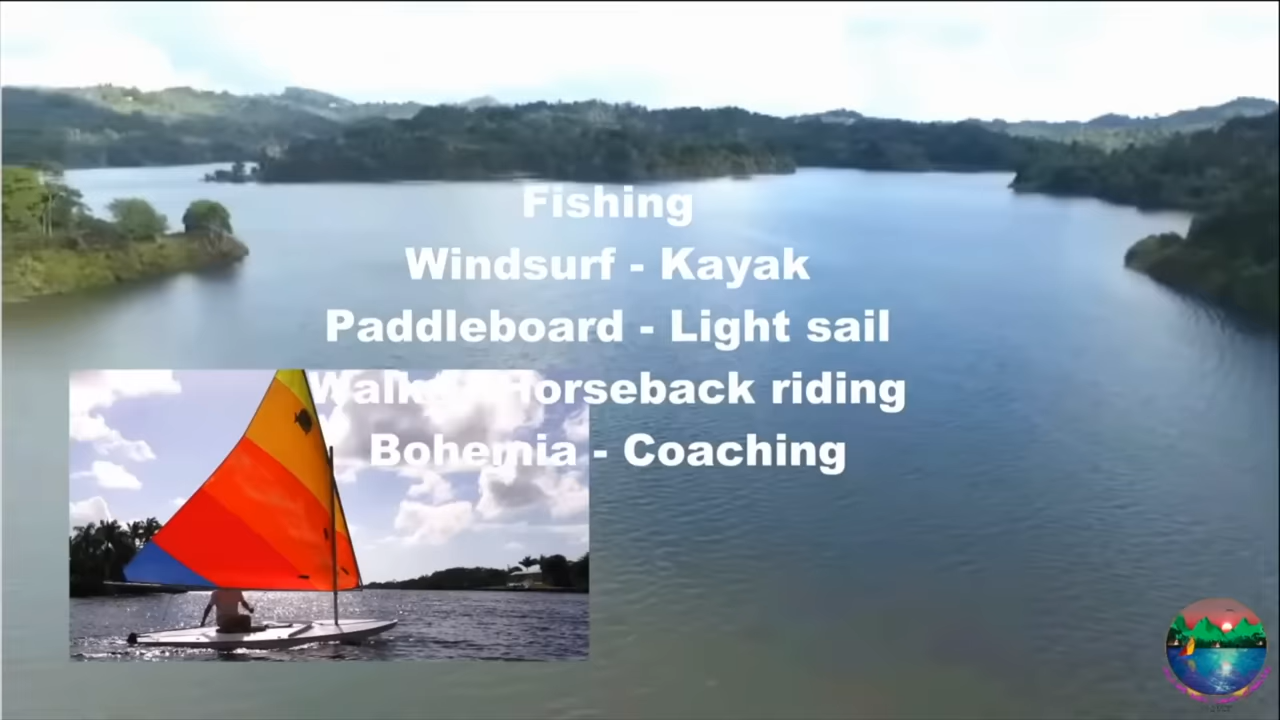 Fishing
Windsurf - Kayak
Paddleboard - Light sail
Horseback riding
Bohemia - Coaching